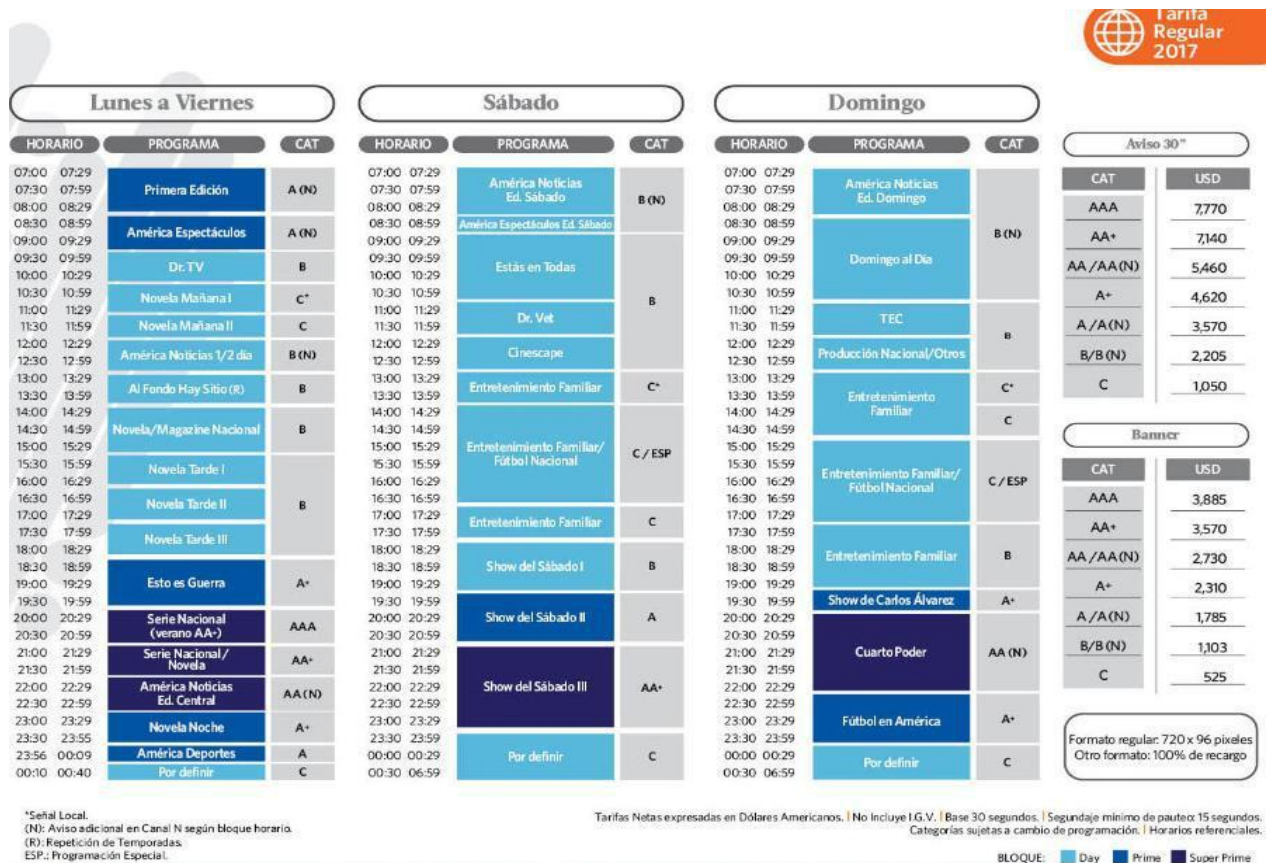 Tarifa
Regular
2017
Lunes a Viernes
HORARIO PROGRAMA CAT
07:00 07:29
07:30 07:59 Primera Edición A (N)
08:00 08:29
08:30 08:59 América Espectáculos A (N)
09:00 09:29
09:30 09:59 Dr. TV B
10:00 10:29
10:30 10:59 Novela Mañana I C*
11:00 11:29
11:30 11:59 Novela Mañana II C
12:00 12:29 América Noticias 1/2 día B (N)
12:30 12:59
13:00 13:29 Al Fondo Hay Sitio (R) B
13:30 13:59
14:00 14:29
14:30 14:59 Novela/Magazine Nacional B
15:00 15:29
15:30 15:59 Novela Tarde I
16:00 16:29
16:30 16:59 Novela Tarde II B
17:00 17:29
17:30 17:59 Novela Tarde III
18:00 18:29
18:30 18:59
19:00 19:29 Esto es Guerra A+
19:30 19:59
20:00 20:29 Serie Nacional AAA
20:30 20:59 (verano AA+)
21:00 21:29 Serie Nacional/ AA+
21:30 21:59 Novela
22:00 22:29 América Noticias AA(N)
22:30 22:59 Ed. Central
23:00 23:29 Novela Noche A+
23:30 23:55
23:56 00:09 América Deportes A
00:10 00:40 Por definir C
Sábado
HORARIO PROGRAMA CAT
07:00 07:29 América Noticias
07:30 07:59 Ed. Sábado B (N)
08:00 08:29
08:30 08:59 América Espectáculos Ed. Sábado
09:00 09:29
09:30 09:59 Estás en Todas
10:00 10:29
10:30 10:59 B
11:00 11:29 Dr. Vet
11:30 11:59
12:00 12:29 Cinescape
12:30 12:59
13:00 13:29 Entretenimiento Familiar C*
13:30 13:59
14:00 14:29
14:30 14:59
15:00 15:29 Entretenimiento Familiar/ C / ESP
15:30 15:59 Fútbol Nacional
16:00 16:29
16:30 16:59
17:00 17:29 Entretenimiento Familiar C
17:30 17:59
18:00 18:29
18:30 18:59 Show del Sábado I B
19:00 19:29
19:30 19:59
20:00 20:29 Show del Sábado II A
20:30 20:59
21:00 21:29
21:30 21:59
22:00 22:29 Show del Sábado III AA+
22:30 22:59
23:00 23:29
23:30 23:59
00:00 00:29 Por definir C
00:30 06:59
Domingo
HORARIO PROGRAMA CAT
07:00 07:29 América Noticias
07:30 07:59 Ed. Domingo
08:00 08:29
08:30 08:59 B (N)
09:00 09:29
09:30 09:59 Domingo al Día
10:00 10:29
10:30 10:59
11:00 11:29 TEC
11:30 11:59 B
12:00 12:29 Producción Nacional/Otros
12:30 12:59
13:00 13:29 C*
13:30 13:59 Entretenimiento
14:00 14:29 Familiar C
14:30 14:59
15:00 15:29
15:30 15:59 Entretenimiento Familiar/
16:00 16:29 Fútbol Nacional C / ESP
16:30 16:59
17:00 17:29
17:30 17:59
18:00 18:29 Entretenimiento Familiar B
18:30 18:59
19:00 19:29
19:30 19:59 Show de Carlos Álvarez A+
20:00 20:29
20:30 20:59
21:00 21:29 Cuarto Poder AA (N)
21:30 21:59
22:00 22:29
22:30 22:59
23:00 23:29 Fútbol en América A+
23:30 23:59
00:00 00:29 Por definir C
00:30 06:59
Aviso 30"
CAT USD
AAA 7,770
AA+ 7,140
AA/AA(N) 5,460
A+ 4,620
A/A(N) 3,570
B/B(N) 2,205
C 1,050
Banner
CAT USD
AAA 3,885
AA+ 3,570
AA/AA(N) 2,730
A+ 2,310
A/A(N) 1,785
B/B(N) 1,103
C 525
Formato regular: 720 x 96 pixeles
Otro formato: 100% de recargo
*Señal Local.
(N): Aviso adicional en Canal N según bloque horario.
(R): Repetición de Temporadas.
ESP.: Programación Especial.
Tarifas Netas expresadas en Dólares Americanos. | No Incluye I.G.V. | Base 30 segundos. | Segundaje mínimo de pauteo: 15 segundos.
Categorías sujetas a cambio de programación. | Horarios referenciales.
BLOQUE: Day Prime Super Prime